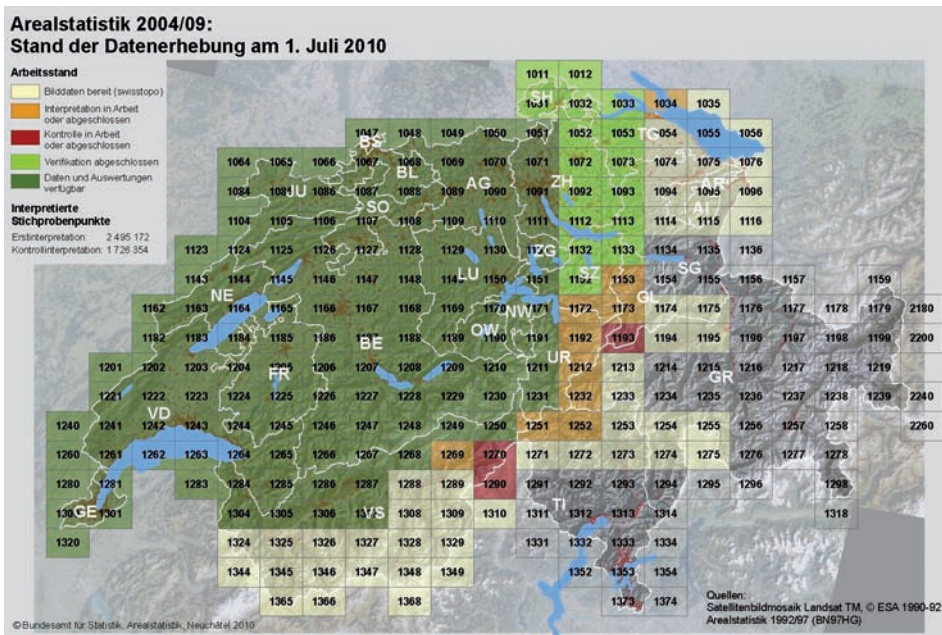 Arealstatistik 2004/09:
Stand der Datenerhebung am 1. Juli 2010
Arbeitsstand
Bilddaten bereit (swisstopo)
Interpretation in Arbeit
oder abgeschlossen
Kontrolle in Arbeit
oder abgeschlossen
Verifikation abgeschlossen
Daten und Auswertungen
verfügbar
Interpretierte
Stichprobenpunkte
Erstinterpretation: 2 495 172
Kontrollinterpretation: 1 726 354
1011 1012
SH
1031 1032 1033 1034 1035
BS
1047 1048 1049 1050 1051 1052 1053 1054 1055 1056
TG
1064 1065 1066 1067 1068 1069 1070 1071 1072 1073 1074 1075 1076
BL AG ZH AR
1084 1085 1086 1087 1088 1089 1090 1091 1092 1093 1094 1095 1096
JU SO AI
1104 1105 1106 1107 1108 1109 1110 1111 1112 1113 1114 1115 1116
1123 1124 1125 1126 1127 1128 1129 1130 1131 1132 1133 1134 1135 1136
ZG LU SZ SG
1143 1144 1145 1146 1147 1148 1149 1150 1151 1152 1153 1154 1155 1156 1157 1159
NE GL
1162 1163 1164 1165 1166 1167 1168 1169 1170 1171 1172 1173 1174 1175 1176 1177 1178 1179 2180
NW OW
1182 1183 1184 1185 1186 1187 1188 1189 1190 1191 1192 1193 1194 1195 1196 1197 1198 1199 2200
BE UR
1201 1202 1203 1204 1205 1206 1207 1208 1209 1210 1211 1212 1213 1214 1215 1216 1217 1218 1219
FR GR
1221 1222 1223 1224 1225 1226 1227 1228 1229 1230 1231 1232 1233 1234 1235 1236 1237 1238 1239 2240
VD
1240 1241 1242 1243 1244 1245 1246 1247 1248 1249 1250 1251 1252 1253 1254 1255 1256 1257 1258 2260
1260 1261 1262 1263 1264 1265 1266 1267 1268 1269 1270 1271 1272 1273 1274 1275 1276 1277 1278
1280 1281 1283 1284 1285 1286 1287 1288 1289 1290 1291 1292 1293 1294 1295 1296 1298
GE VS TI
1300 1301 1304 1305 1306 1307 1308 1309 1310 1311 1312 1313 1314 1318
1320 1324 1325 1326 1327 1328 1329 1331 1332 1333 1334
1344 1345 1346 1347 1348 1349 1352 1353 1354
1365 1366 1368 1373 1374
Quellen:
Satellitenbildmosaik Landsat TM, © ESA 1990-92
Arealstatistik 1992/97 (BN97HG)
© Bundesamt für Statistik, Arealstatistik, Neuchâtel 2010